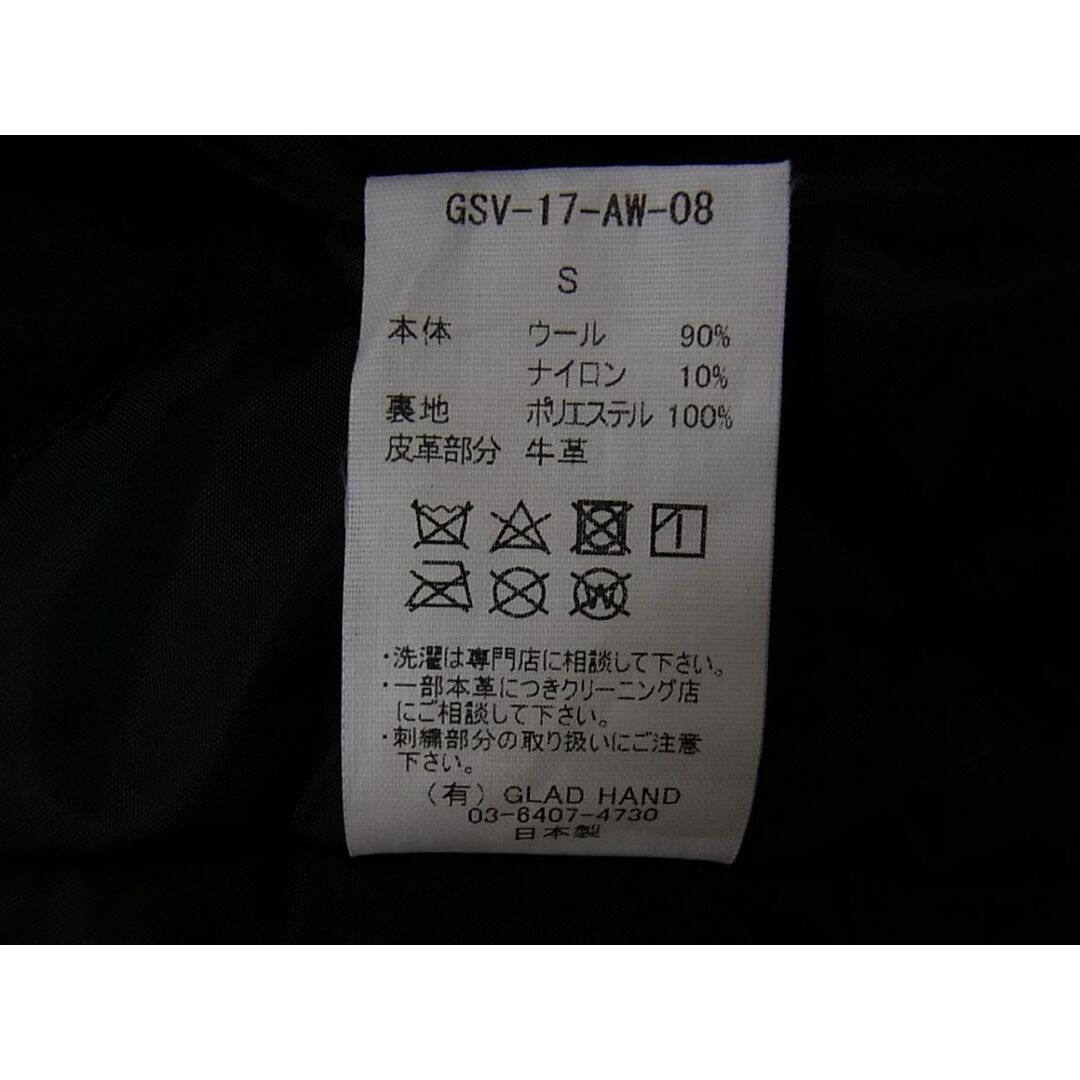 GSV-17-AW-08
S
本体 ウール 90%
ナイロン 10%
裏地 ポリエステル 100%
皮革部分 牛革
W
・洗濯は専門店に相談して下さい。
・一部本革につきクリーニング店
にご相談して下さい。
・刺繍部分の取り扱いにご注意
下さい。
（有）GLAD HAND
03-6407-4730
日本製